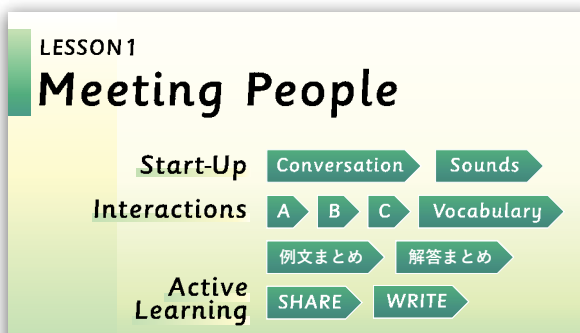 LESSON 1
Meeting People
Start-Up Conversation Sounds
Interactions A B C Vocabulary
例文まとめ 解答まとめ
Active
Learning SHARE WRITE